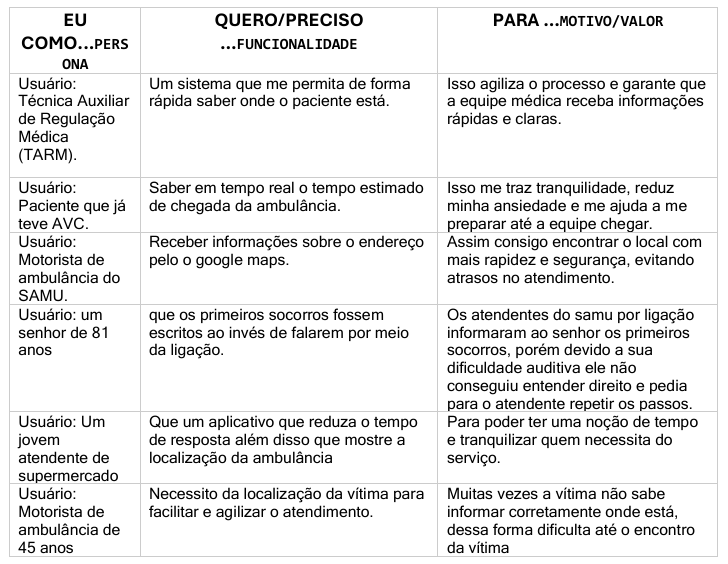 EU
COMO...PERS
ONA
QUERO/PRECISO
...FUNCIONALIDADE
PARA ...MOTIVO/VALOR
Usuário:
Técnica Auxiliar
de Regulação
Médica
(TARM).
Um sistema que me permita de forma
rápida saber onde o paciente está.
Isso agiliza o processo e garante que
a equipe médica receba informações
rápidas e claras.
Usuário:
Paciente que já
teve AVC.
Saber em tempo real o tempo estimado
de chegada da ambulância.
Isso me traz tranquilidade, reduz
minha ansiedade e me ajuda a me
preparar até a equipe chegar.
Usuário:
Motorista de
ambulância do
SAMU.
Receber informações sobre o endereço
pelo o google maps.
Assim consigo encontrar o local com
mais rapidez e segurança, evitando
atrasos no atendimento.
Usuário: um
senhor de 81
anos
que os primeiros socorros fossem
escritos ao invés de falarem por meio
da ligação.
Os atendentes do samu por ligação
informaram ao senhor os primeiros
socorros, porém devido a sua
dificuldade auditiva ele não
conseguiu entender direito e pedia
para o atendente repetir os passos.
Usuário: Um
jovem
atendente de
supermercado
Que um aplicativo que reduza o tempo
de resposta além disso que mostre a
localização da ambulância
Para poder ter uma noção de tempo
e tranquilizar quem necessita do
serviço.
Usuário:
Motorista de
ambulância de
45 anos
Necessito da localização da vítima para
facilitar e agilizar o atendimento.
Muitas vezes a vítima não sabe
informar corretamente onde está,
dessa forma dificulta até o encontro
da vítima